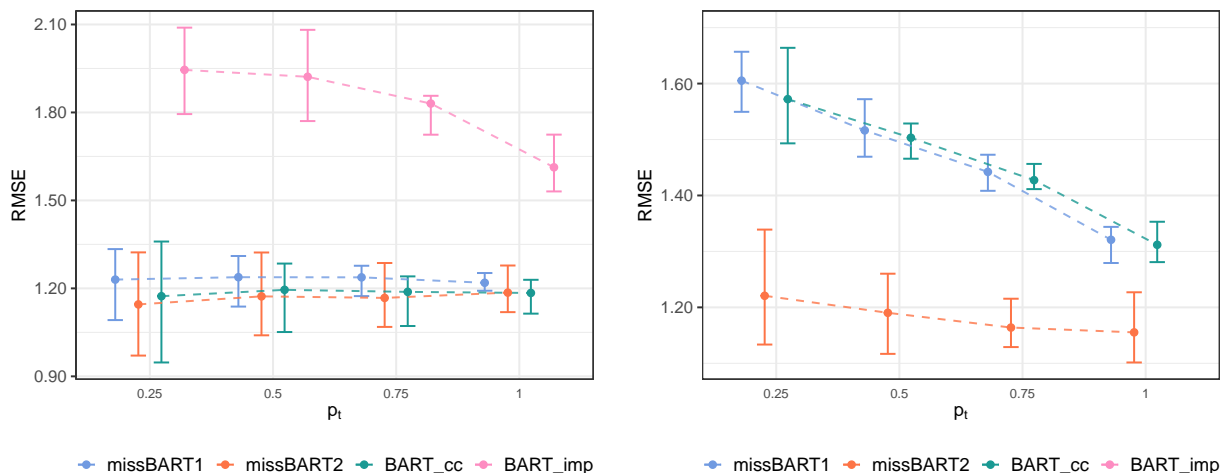 2.10
1.80
1.50
1.20
0.90
RMSE
0.25 0.5 0.75 1
pt
missBART1 missBART2 BART_cc BART_imp
1.60
1.40
1.20
RMSE
0.25 0.5 0.75 1
pt
missBART1 missBART2 BART_cc BART_imp